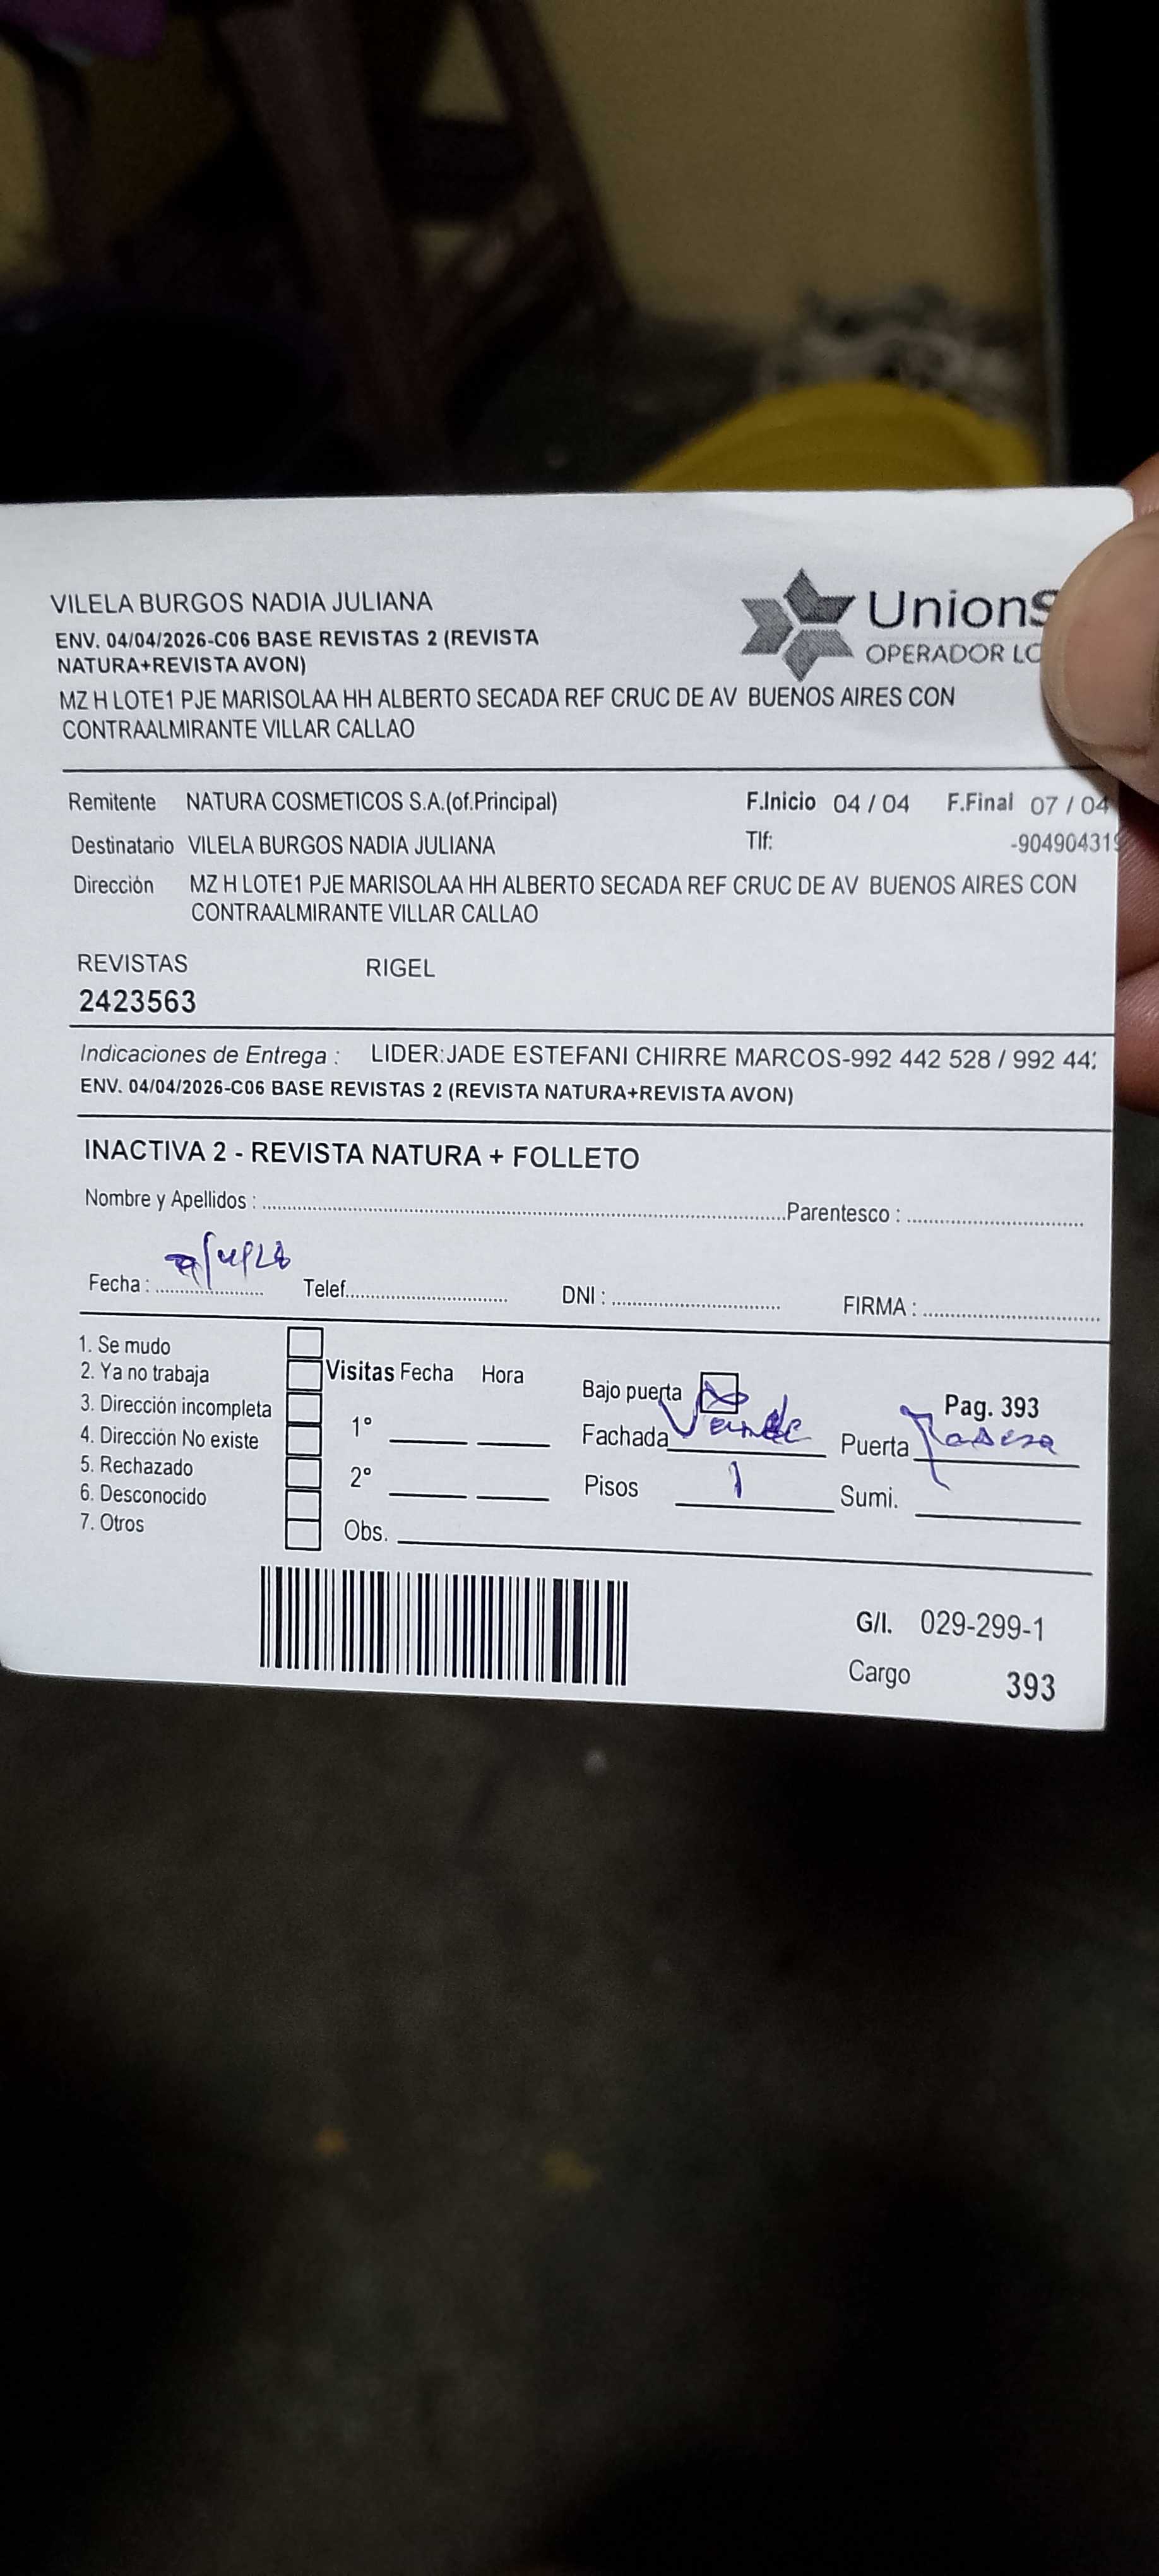 VILELA BURGOS NADIA JULIANA
ENV. 04/04/2026-C06 BASE REVISTAS 2 (REVISTA
NATURA+REVISTA AVON)
MZ H LOTE1 PJE MARISOLAA HH ALBERTO SECADA REF CRUC DE AV BUENOS AIRES CON
CONTRAALMIRANTE VILLAR CALLAO
UnionS
OPERADOR LO
Remitente NATURA COSMETICOS S.A.(of.Principal) F.Inicio 04 / 04 F.Final 07 / 04
Destinatario VILELA BURGOS NADIA JULIANA Tlf: -904904319
Dirección MZ H LOTE1 PJE MARISOLAA HH ALBERTO SECADA REF CRUC DE AV BUENOS AIRES CON
CONTRAALMIRANTE VILLAR CALLAO
REVISTAS RIGEL
2423563
Indicaciones de Entrega : LIDER:JADE ESTEFANI CHIRRE MARCOS-992 442 528 / 992 44
ENV. 04/04/2026-C06 BASE REVISTAS 2 (REVISTA NATURA+REVISTA AVON)
INACTIVA 2 - REVISTA NATURA + FOLLETO
Nombre y Apellidos : Parentesco :
Fecha : Telef. DNI : FIRMA :
1. Se mudo
2. Ya no trabaja
3. Dirección incompleta
4. Dirección No existe
5. Rechazado
6. Desconocido
7. Otros
Visitas Fecha Hora
1°
2°
Obs.
Bajo puerta
Fachada Verde
Pisos 1
Pag. 393
Puerta
Sumi.
G/I. 029-299-1
Cargo 393